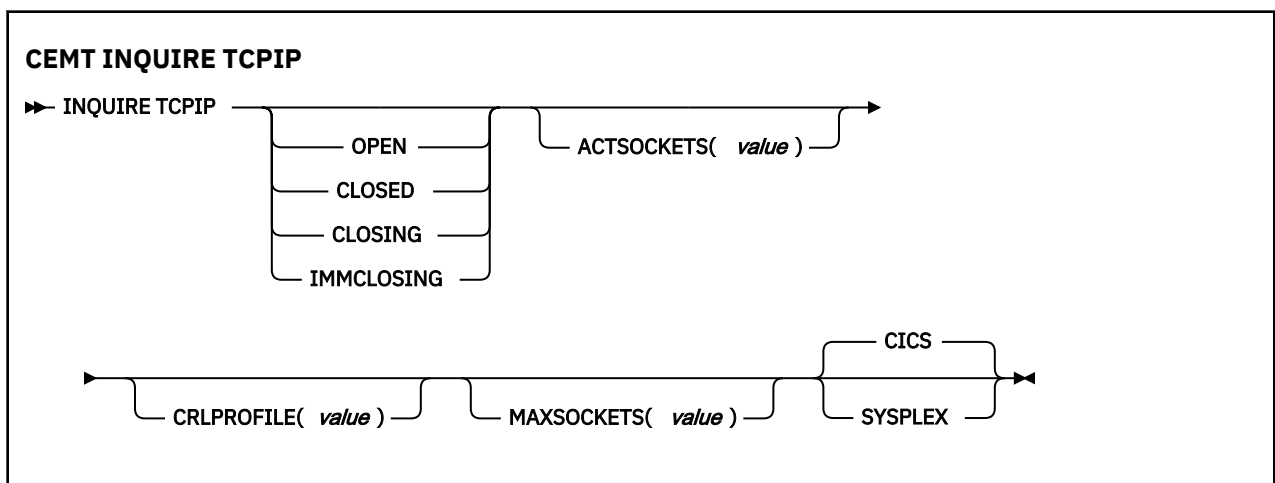 CEMT INQUIRE TCPIP
INQUIRE TCPIP
OPEN
CLOSED
CLOSING
IMMCLOSING
ACTSOCKETS( value )
CRLPROFILE( value )
MAXSOCKETS( value )
CICS
SYSPLEX